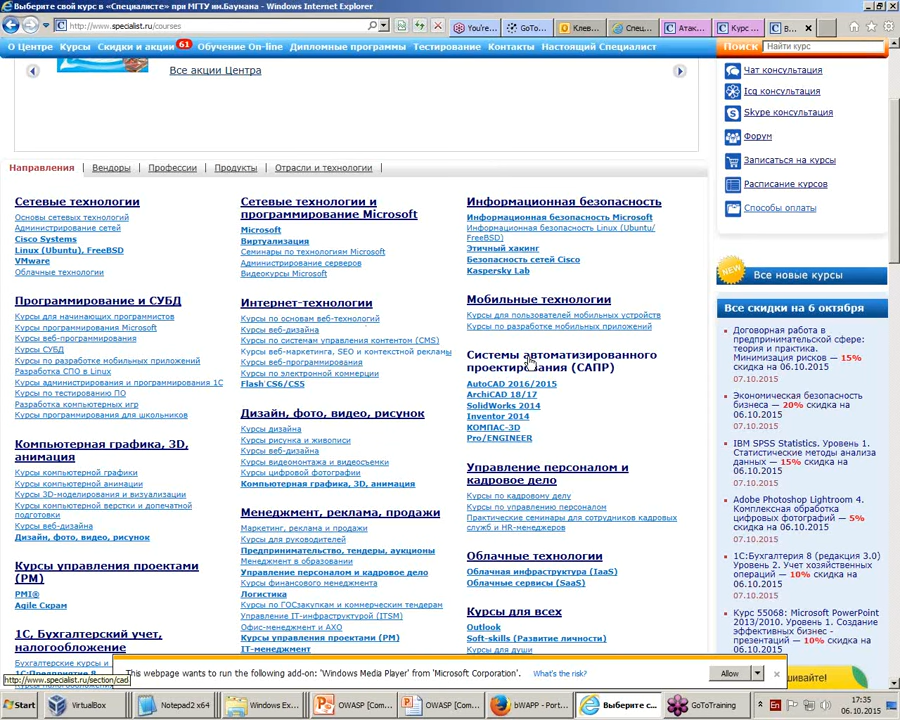 Выберите свой курс в «Специалисте» при МГТУ им.Баумана - Windows Internet Explorer
http://www.specialist.ru/courses
You're...
GoTo...
Клев...
Спец...
Атак...
Курс ...
В...
О Центре Курсы Скидки и акции 61 Обучение On-line Дипломные программы Тестирование Контакты Настоящий Специалист
Поиск Найти курс
Все акции Центра
Чат консультация
Icq консультация
Skype консультация
Форум
Записаться на курсы
Расписание курсов
Способы оплаты
Направления Вендоры Профессии Продукты Отрасли и технологии
Сетевые технологии
Основы сетевых технологий
Администрирование сетей
Cisco Systems
Linux (Ubuntu), FreeBSD
VMware
Облачные технологии
Программирование и СУБД
Курсы для начинающих программистов
Курсы программирования Microsoft
Курсы веб-программирования
Курсы СУБД
Курсы по разработке мобильных приложений
Разработка СПО в Linux
Курсы администрирования и программирования 1С
Курсы по тестированию ПО
Разработка компьютерных игр
Курсы программирования для школьников
Компьютерная графика, 3D,
анимация
Курсы компьютерной графики
Курсы компьютерной анимации
Курсы 3D-моделирования и визуализации
Курсы компьютерной верстки и допечатной
подготовки
Курсы веб-дизайна
Дизайн, фото, видео, рисунок
Курсы управления проектами
(PM)
PMI®
Agile Скрам
1С, Бухгалтерский учет,
налогообложение
Бухгалтерские курсы и
Сетевые технологии и
программирование Microsoft
Microsoft
Виртуализация
Семинары по технологиям Microsoft
Администрирование серверов
Видеокурсы Microsoft
Интернет-технологии
Курсы по основам веб-технологий
Курсы веб-дизайна
Курсы по системам управления контентом (CMS)
Курсы веб-маркетинга, SEO и контекстной рекламы
Курсы веб-программирования
Курсы по электронной коммерции
Flash CS6/CS5
Дизайн, фото, видео, рисунок
Курсы дизайна
Курсы рисунка и живописи
Курсы веб-дизайна
Курсы видеомонтажа и видеосъемки
Курсы цифровой фотографии
Компьютерная графика, 3D, анимация
Менеджмент, реклама, продажи
Маркетинг, реклама и продажи
Курсы для руководителей
Предпринимательство, тендеры, аукционы
Менеджмент в образовании
Управление персоналом и кадровое дело
Курсы финансового менеджмента
Логистика
Курсы по ГОСзакупкам и коммерческим тендерам
Управление IT-инфраструктурой (ITSM)
Офис-менеджмент и АХО
Курсы управления проектами (PM)
IT-менеджмент
Информационная безопасность
Информационная безопасность Microsoft
Информационная безопасность Linux (Ubuntu/
FreeBSD)
Этичный хакинг
Безопасность сетей Cisco
Kaspersky Lab
Мобильные технологии
Курсы для пользователей мобильных устройств
Курсы по разработке мобильных приложений
Системы автоматизированного
проектирования (САПР)
AutoCAD 2016/2015
ArchiCAD 18/17
SolidWorks 2014
Inventor 2014
КОМПАС-3D
Pro/ENGINEER
Управление персоналом и
кадровое дело
Курсы по кадровому делу
Курсы по управлению персоналом
Практические семинары для сотрудников кадровых
служб и HR-менеджеров
Облачные технологии
Облачная инфраструктура (IaaS)
Облачные сервисы (SaaS)
Курсы для всех
Outlook
Soft-skills (Развитие личности)
Курсы для души
NEW
Все новые курсы
Все скидки на 6 октября
Договорная работа в
предпринимательской сфере:
теория и практика.
Минимизация рисков — 15%
скидка на 06.10.2015
07.10.2015
Экономическая безопасность
бизнеса — 20% скидка на
06.10.2015
07.10.2015
IBM SPSS Statistics. Уровень 1.
Статистические методы анализа
данных — 15% скидка на
06.10.2015
07.10.2015
Adobe Photoshop Lightroom 4.
Комплексная обработка
цифровых фотографий — 5%
скидка на 06.10.2015
07.10.2015
1С:Бухгалтерия 8 (редакция 3.0)
Уровень 2. Учет хозяйственных
операций — 10% скидка на
06.10.2015
07.10.2015
Курс 55068: Microsoft PowerPoint
2013/2010. Уровень 1. Создание
эффективных бизнес -
презентаций — 10% скидка на
06.10.2015
This webpage wants to run the following add-on: 'Windows Media Player' from 'Microsoft Corporation'. What's the risk? Allow
http://www.specialist.ru/section/cad
Start
VirtualBox
Notepad2 x64
Windows Ex...
OWASP [Com...
OWASP [Com...
bWAPP - Port...
Выберите с...
GoToTraining
En
17:35
06.10.2015